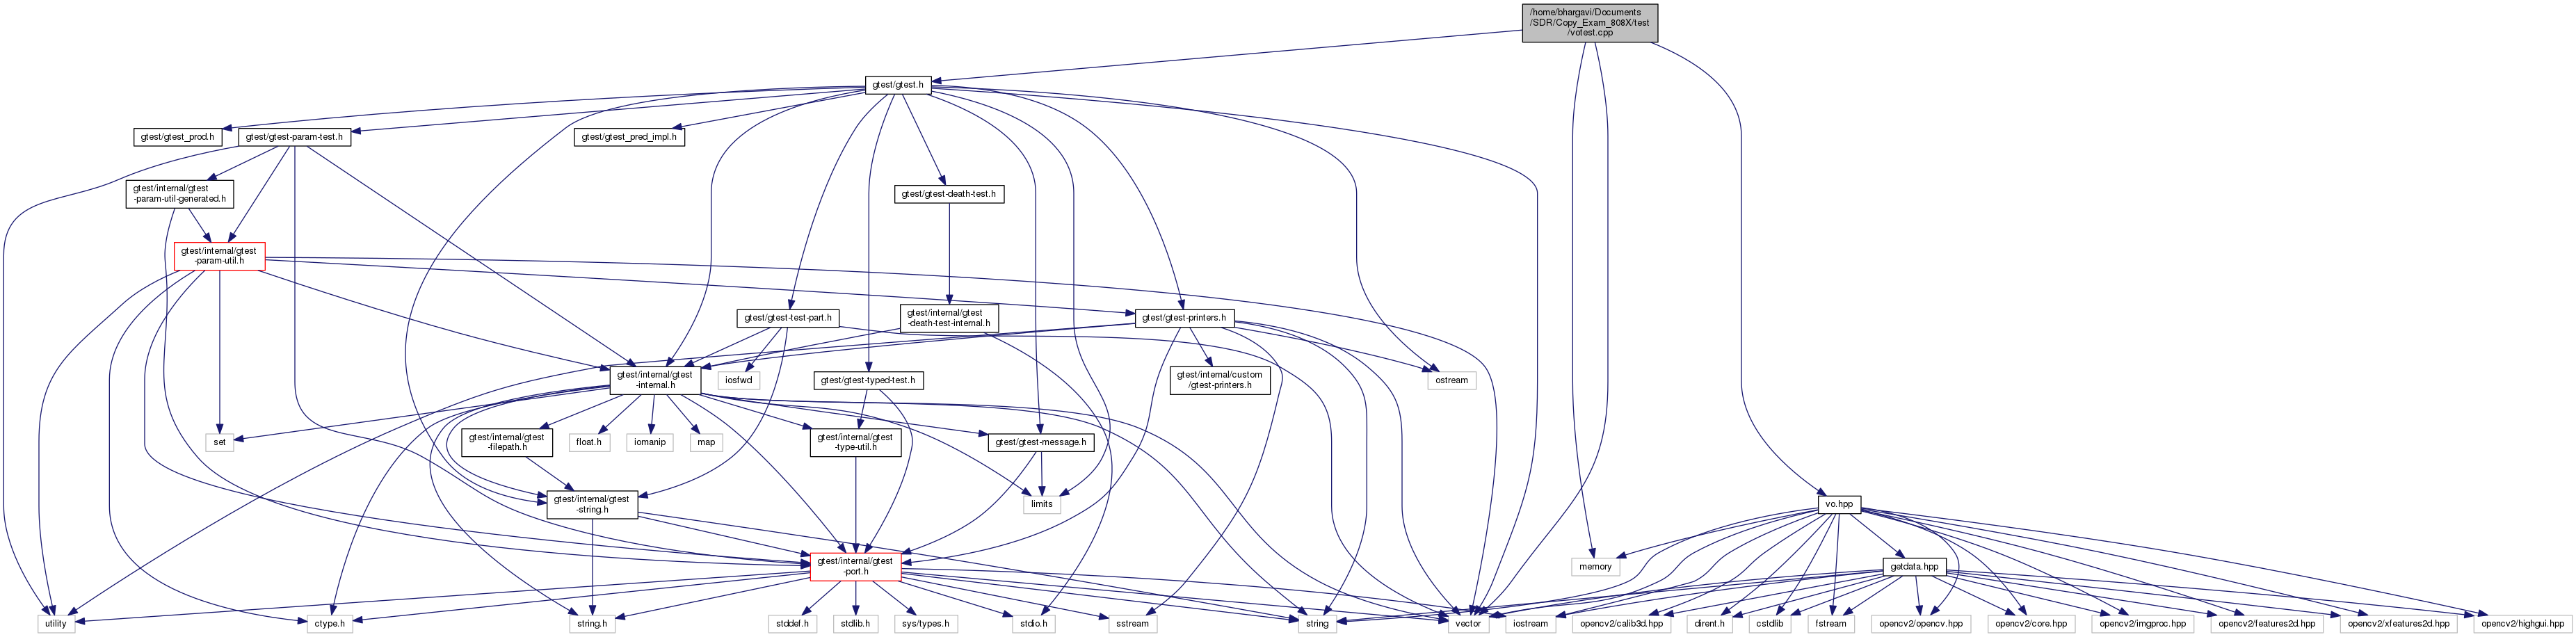 /home/bhargavi/Documents
/SDR/Copy_Exam_808X/test
/votest.cpp
gtest/gtest.h
gtest/gtest_prod.h
gtest/gtest-param-test.h
gtest/gtest_pred_impl.h
gtest/internal/gtest
-param-util-generated.h
gtest/gtest-death-test.h
gtest/internal/gtest
-param-util.h
gtest/gtest-test-part.h
gtest/internal/gtest
-death-test-internal.h
gtest/gtest-printers.h
gtest/internal/gtest
-internal.h
iosfwd
gtest/gtest-typed-test.h
gtest/internal/custom
/gtest-printers.h
ostream
set
gtest/internal/gtest
-filepath.h
float.h
iomanip
map
gtest/internal/gtest
-type-util.h
gtest/gtest-message.h
gtest/internal/gtest
-string.h
limits
vo.hpp
gtest/internal/gtest
-port.h
memory
getdata.hpp
utility
ctype.h
string.h
stddef.h
stdlib.h
sys/types.h
stdio.h
sstream
string
vector
iostream
opencv2/calib3d.hpp
dirent.h
cstdlib
fstream
opencv2/opencv.hpp
opencv2/core.hpp
opencv2/imgproc.hpp
opencv2/features2d.hpp
opencv2/xfeatures2d.hpp
opencv2/highgui.hpp